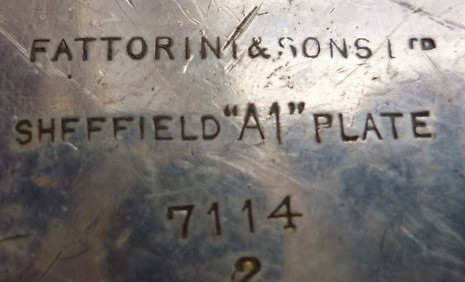 FATTORINI & SONS LTD
SHEFFIELD "A1" PLATE
7114
2